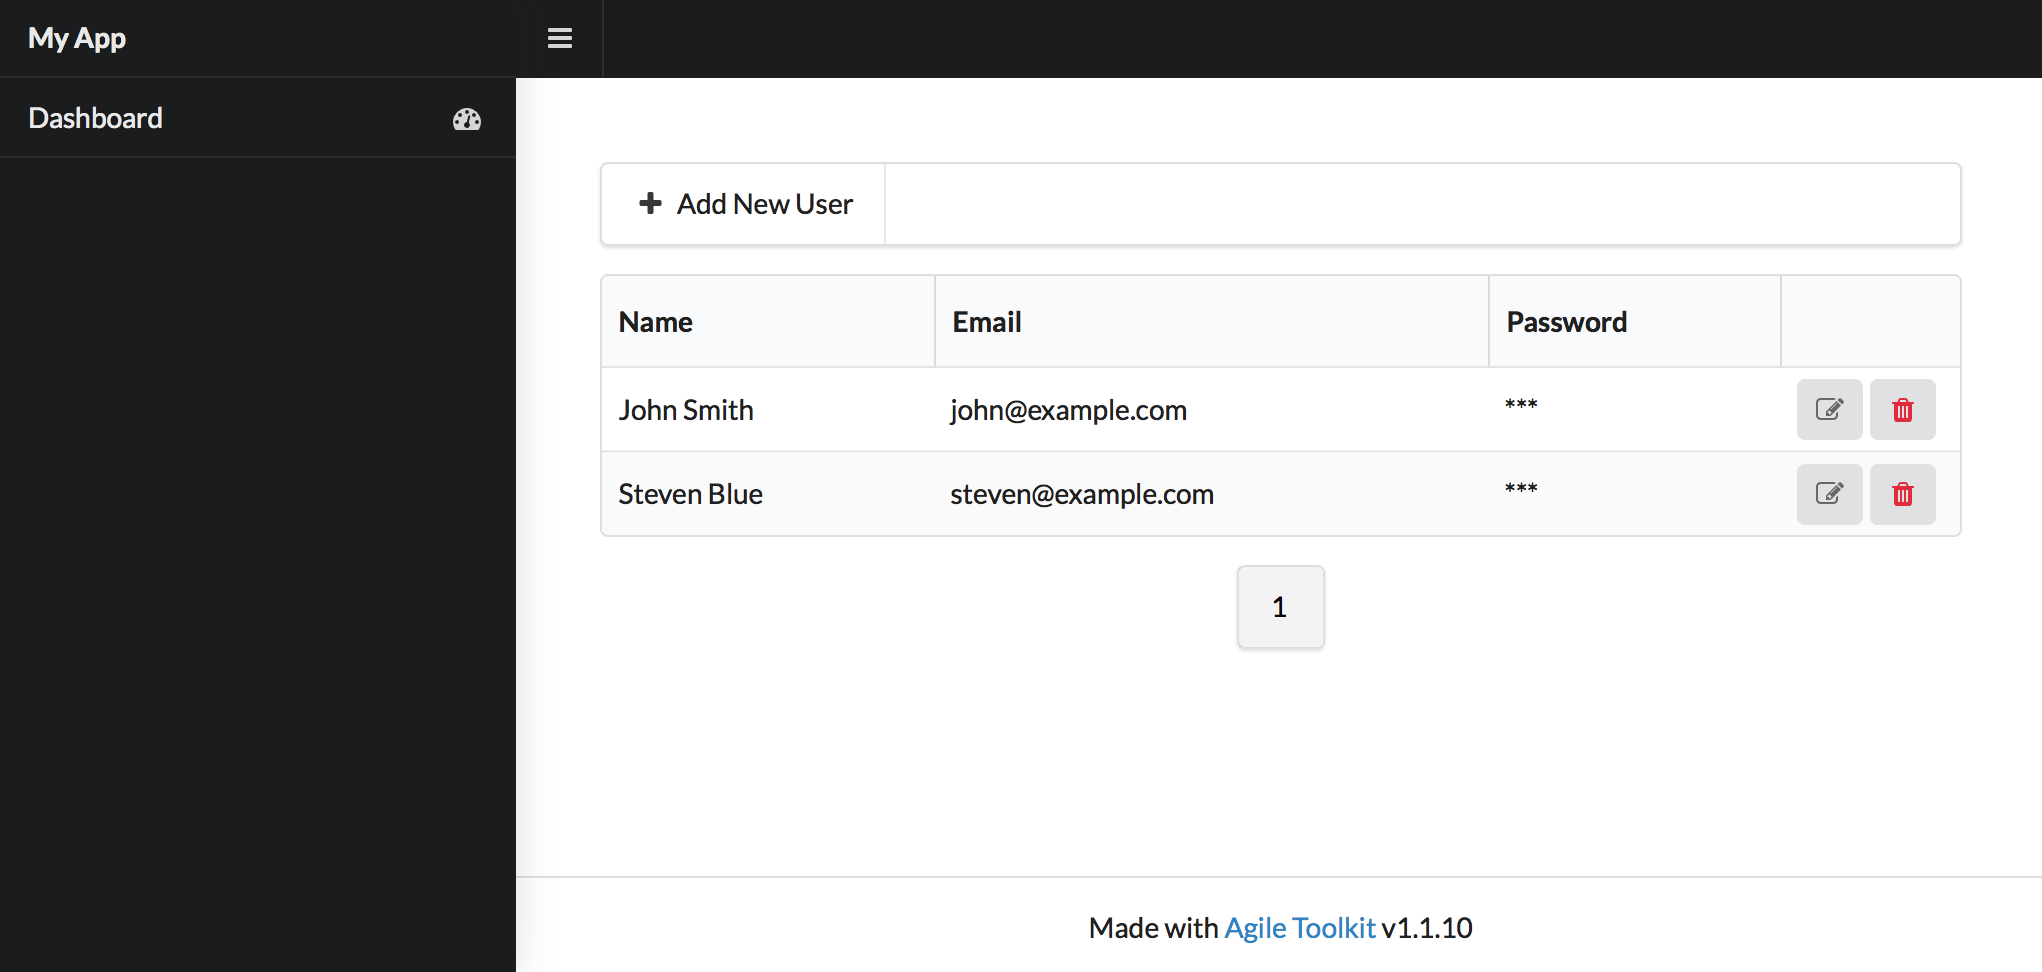 My App
Dashboard
Add New User
Name Email Password
John Smith john@example.com ***
Steven Blue steven@example.com ***
1
Made with Agile Toolkit v1.1.10